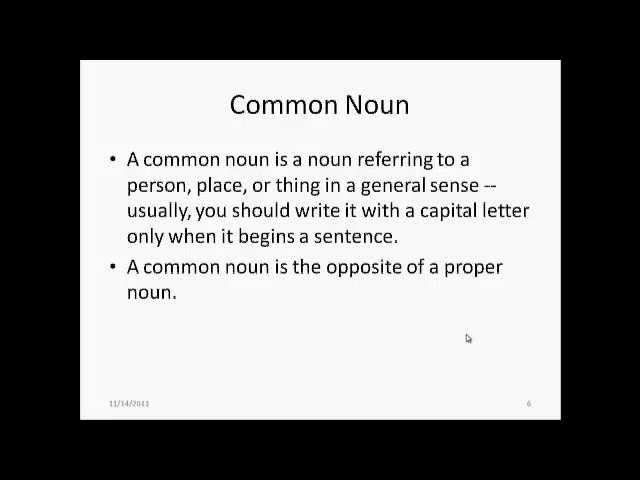 Common Noun
• A common noun is a noun referring to a
person, place, or thing in a general sense --
usually, you should write it with a capital letter
only when it begins a sentence.
• A common noun is the opposite of a proper
noun.
11/14/2013 6